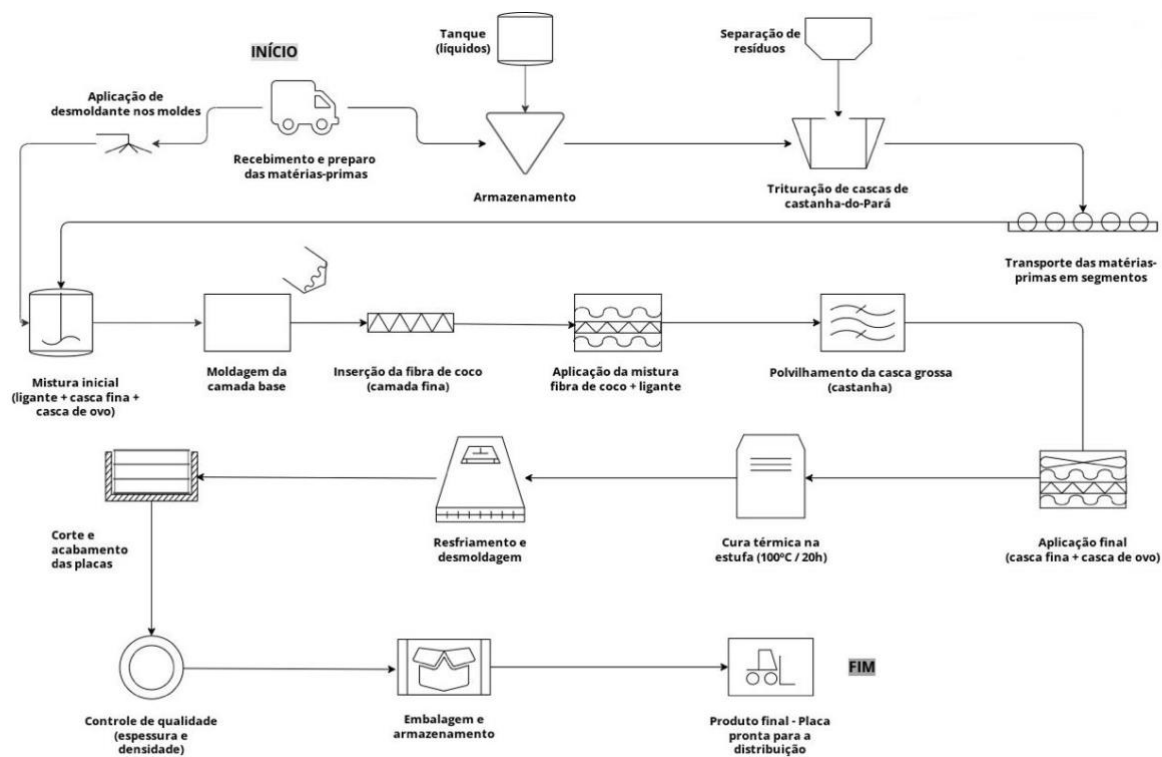 INÍCIO
Tanque
(líquidos)
Separação de
resíduos
Aplicação de
desmoldante nos moldes
Recebimento e preparo
das matérias-primas
Armazenamento
Trituração de cascas de
castanha-do-Pará
Transporte das matérias-
primas em segmentos
Mistura inicial
(ligante + casca fina +
casca de ovo)
Moldagem da
camada base
Inserção da fibra de coco
(camada fina)
Aplicação da mistura
fibra de coco + ligante
Polvilhamento da casca grossa
(castanha)
Corte e
acabamento
das placas
Resfriamento e
desmoldagem
Cura térmica na
estufa (100ºC / 20h)
Aplicação final
(casca fina + casca de ovo)
Controle de qualidade
(espessura e
densidade)
Embalagem e
armazenamento
Produto final - Placa
pronta para a
distribuição
FIM